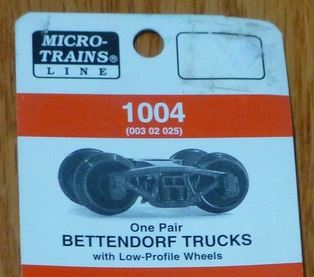 MICRO-
TRAINS®
LINE
1004
(003 02 025)
One Pair
BETTENDORF TRUCKS
with Low-Profile Wheels